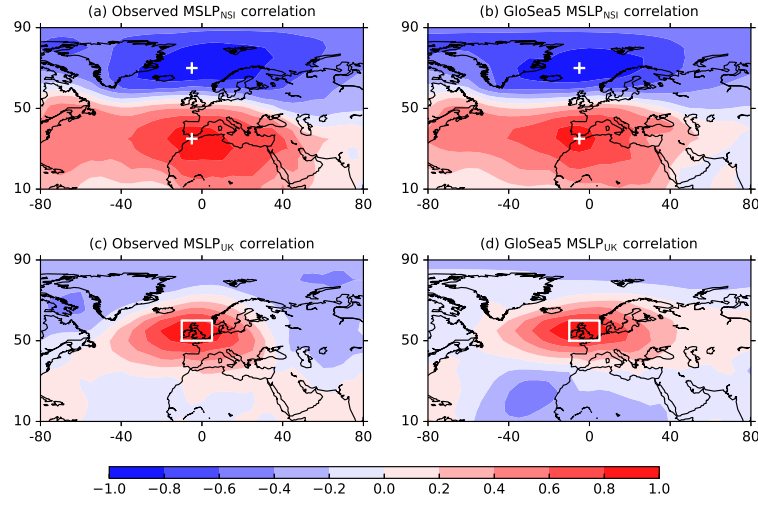 (a) Observed MSLP_NSI correlation
(b) GloSea5 MSLP_NSI correlation
90
50
10
-80 -40 0 40 80
90
50
10
-80 -40 0 40 80
(c) Observed MSLP_UK correlation
(d) GloSea5 MSLP_UK correlation
90
50
10
-80 -40 0 40 80
90
50
10
-80 -40 0 40 80
−1.0 −0.8 −0.6 −0.4 −0.2 0.0 0.2 0.4 0.6 0.8 1.0